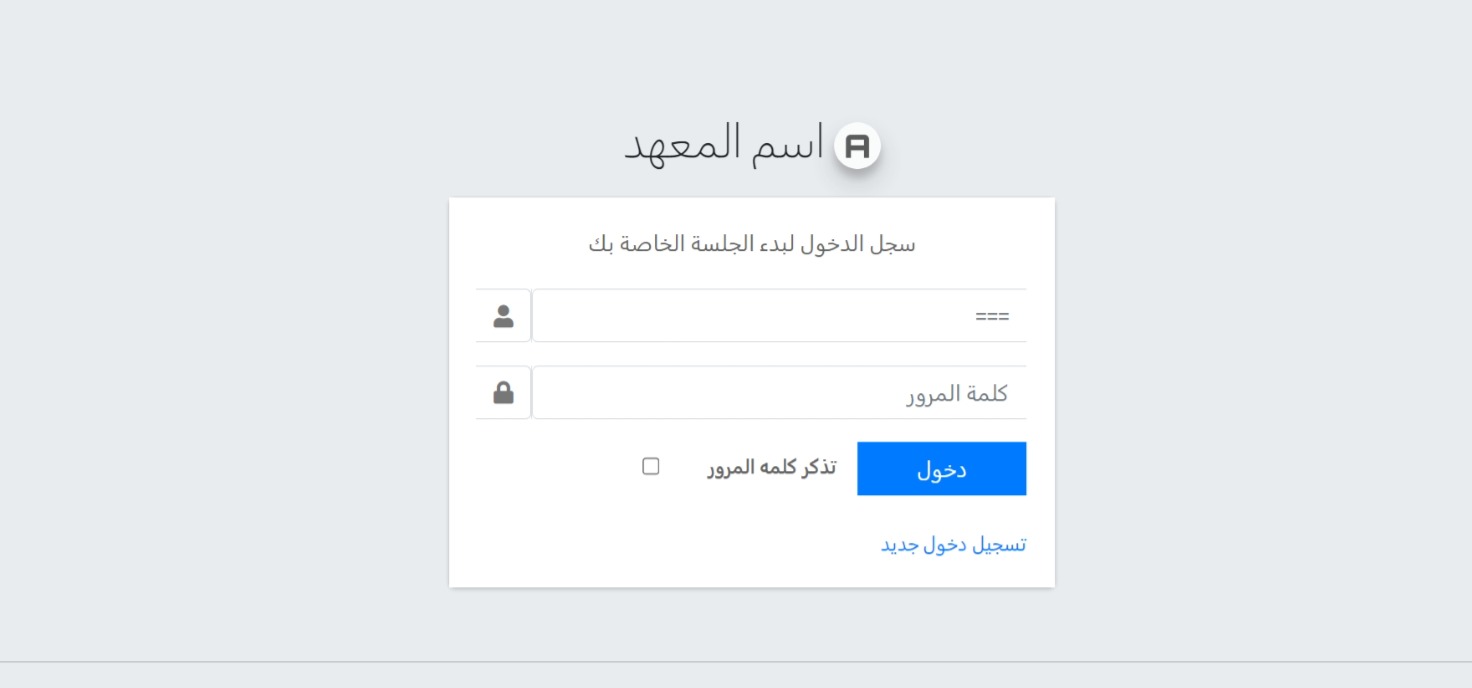 A اسم المعهد
سجل الدخول لبدء الجلسة الخاصة بك
===
كلمة المرور
دخول تذكر كلمه المرور
تسجيل دخول جديد